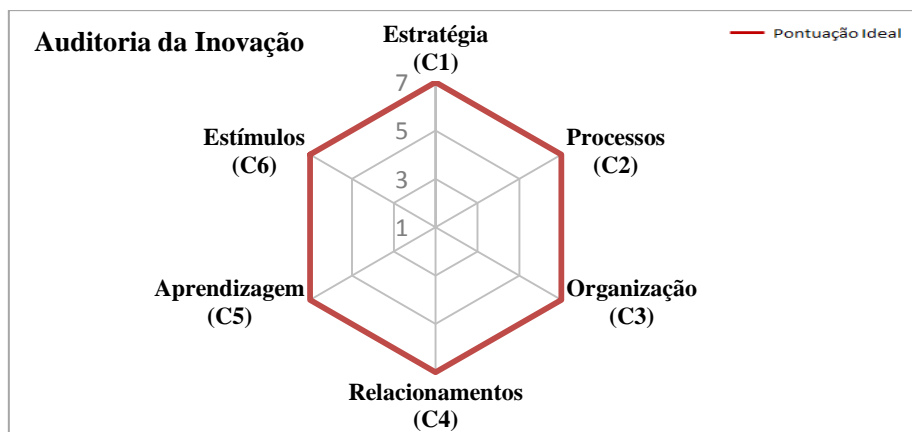 Auditoria da Inovação
Estratégia
(C1)
Pontuação Ideal
7
5
3
1
Estímulos
(C6)
Processos
(C2)
Aprendizagem
(C5)
Organização
(C3)
Relacionamentos
(C4)